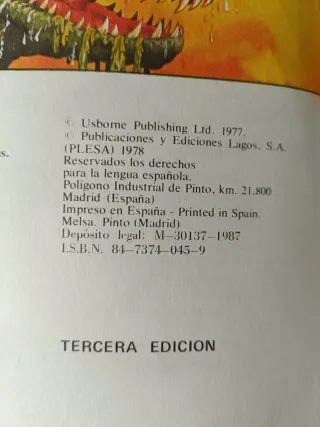 © Usborne Publishing Ltd. 1977.
© Publicaciones y Ediciones Lagos, S.A.
(PLESA) 1978
Reservados los derechos
para la lengua española.
Polígono Industrial de Pinto, km. 21.800
Madrid (España)
Impreso en España - Printed in Spain.
Melsa. Pinto (Madrid)
Depósito legal: M-30137-1987
I.S.B.N. 84-7374-045-9
TERCERA EDICION